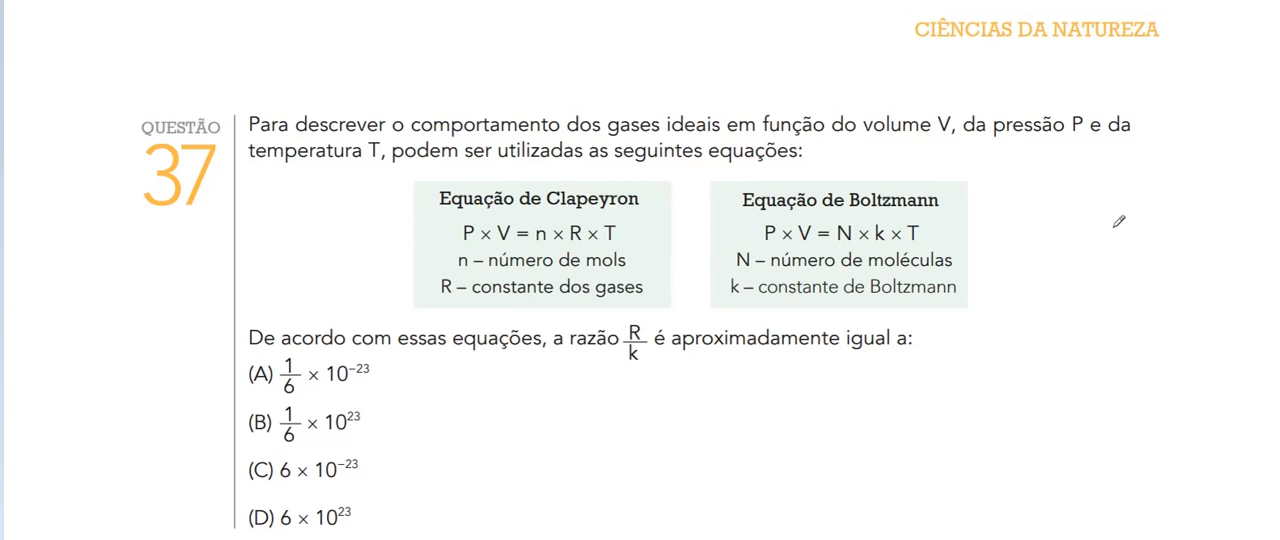 CIÊNCIAS DA NATUREZA
QUESTÃO
37
Para descrever o comportamento dos gases ideais em função do volume V, da pressão P e da
temperatura T, podem ser utilizadas as seguintes equações:
Equação de Clapeyron
P × V = n × R × T
n – número de mols
R – constante dos gases
Equação de Boltzmann
P × V = N × k × T
N – número de moléculas
k – constante de Boltzmann
De acordo com essas equações, a razão R/k é aproximadamente igual a:
(A) 1/6 × 10⁻²³
(B) 1/6 × 10²³
(C) 6 × 10⁻²³
(D) 6 × 10²³